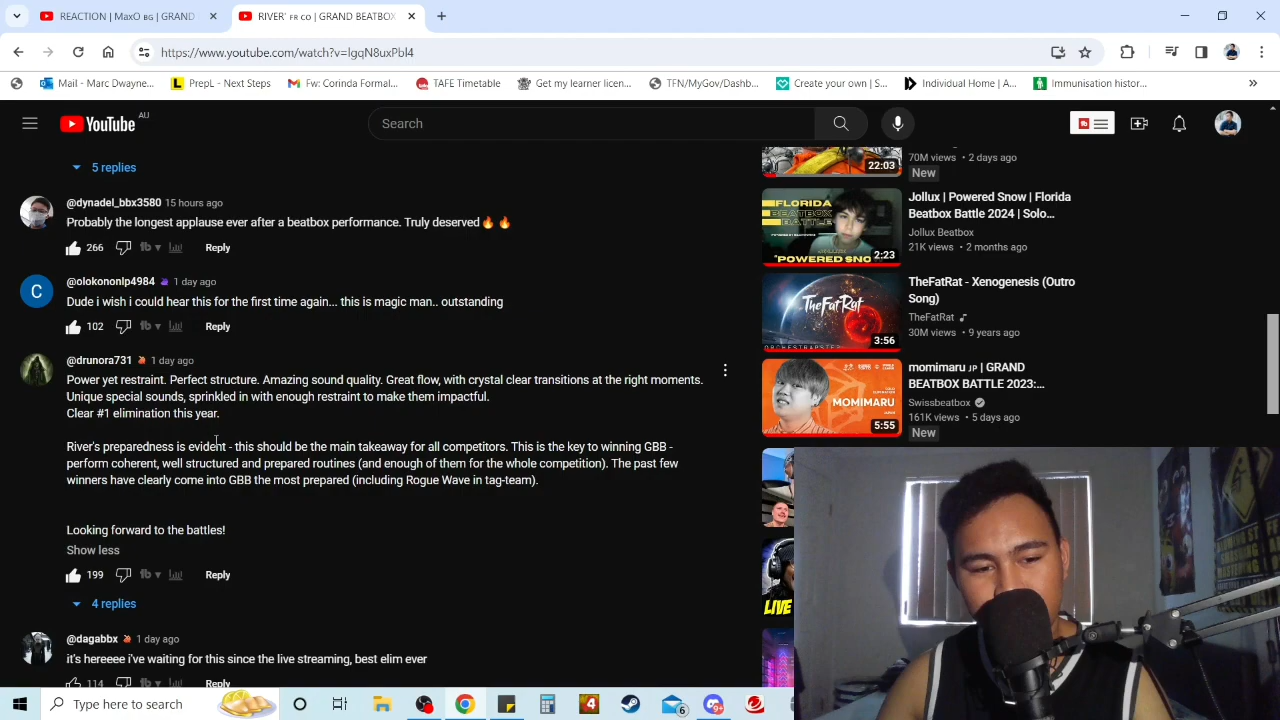 REACTION | MaxO BG | GRAND
RIVER' FR CO | GRAND BEATBOX
https://www.youtube.com/watch?v=
Mail - Marc Dwayne...
PrepL - Next Steps
Fw: Corinda Formal...
TAFE Timetable
Get my learner licen...
TFN/MyGov/Dashbo...
Create your own | S...
Individual Home | A...
Immunisation histor...
YouTube AU
Search
5 replies
@dynadel_bbx3580 15 hours ago
Probably the longest applause ever after a beatbox performance. Truly deserved🔥 🔥
266 Reply
@olokononlp4984 1 day ago
Dude i wish i could hear this for the first time again... this is magic man.. outstanding
102 Reply
@drunora731 1 day ago
Power yet restraint. Perfect structure. Amazing sound quality. Great flow, with crystal clear transitions at the right moments.
Unique special sounds, sprinkled in with enough restraint to make them impactful.
Clear #1 elimination this year.
River's preparedness is evident - this should be the main takeaway for all competitors. This is the key to winning GBB -
perform coherent, well structured and prepared routines (and enough of them for the whole competition). The past few
winners have clearly come into GBB the most prepared (including Rogue Wave in tag-team).
Looking forward to the battles!
Show less
199 Reply
4 replies
@dagabbx 1 day ago
it's hereeee i've waiting for this since the live streaming, best elim ever
114 Reply
22:03
70M views • 2 days ago
New
FLORIDA
BEATBOX
BATTLE
"POWERED SNO
2:23
Jollux | Powered Snow | Florida
Beatbox Battle 2024 | Solo...
Jollux Beatbox
21K views • 2 months ago
TheFatRat
3:56
TheFatRat - Xenogenesis (Outro
Song)
TheFatRat
30M views • 9 years ago
MOMIMARU
5:55
momimaru JP | GRAND
BEATBOX BATTLE 2023:...
Swissbeatbox
161K views • 5 days ago
New
LIVE
Type here to search
4
6
9+